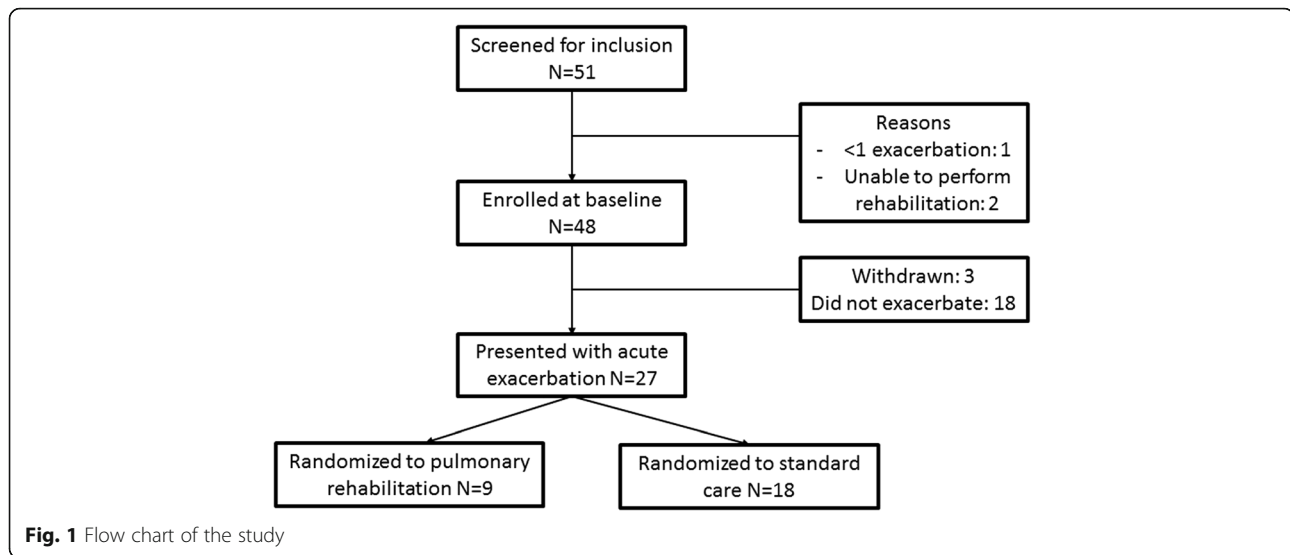 Screened for inclusion
N=51
Reasons
- <1 exacerbation: 1
- Unable to perform
rehabilitation: 2
Enrolled at baseline
N=48
Withdrawn: 3
Did not exacerbate: 18
Presented with acute
exacerbation N=27
Randomized to pulmonary
rehabilitation N=9
Randomized to standard
care N=18
Fig. 1 Flow chart of the study